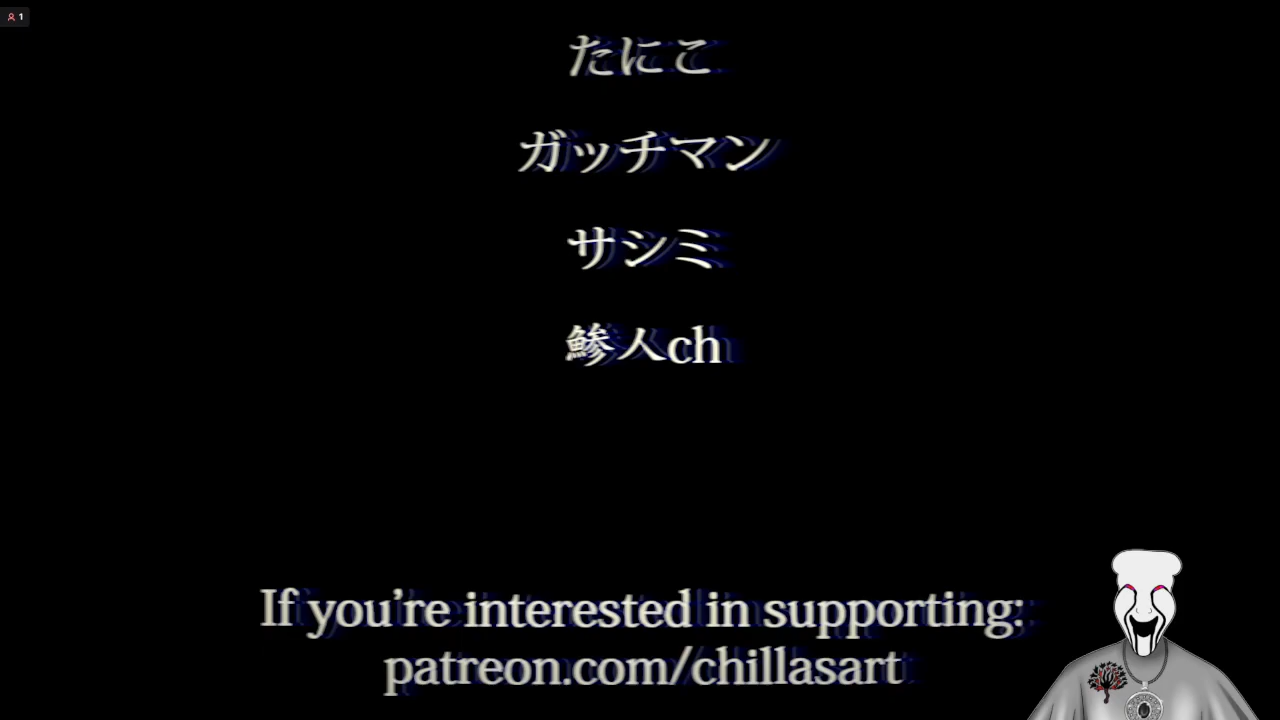 1
たにこ
ガッチマン
サシミ
鯵人ch
If you're interested in supporting:
patreon.com/chillasart